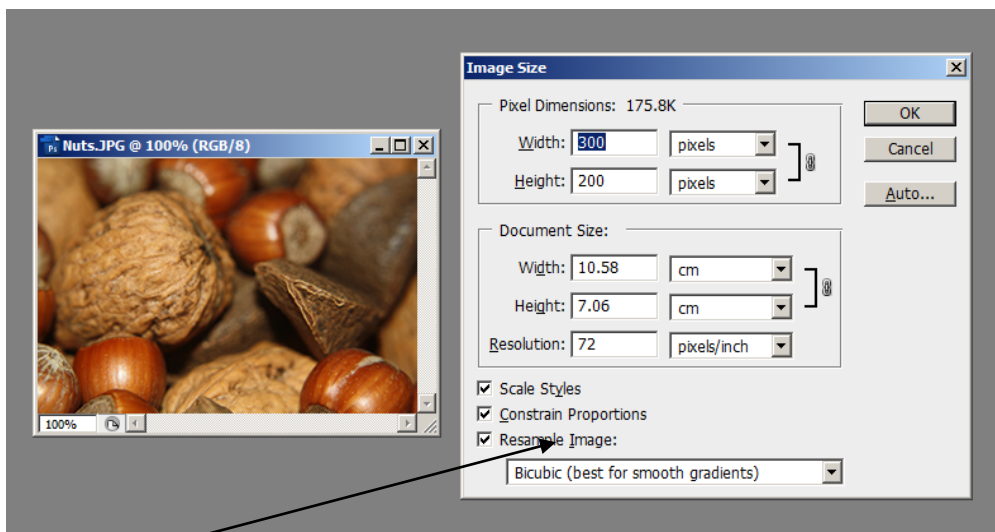 Image Size
Pixel Dimensions: 175.8K
Width: 300 pixels
Height: 200 pixels
OK
Cancel
Auto...
Ps Nuts.JPG @ 100% (RGB/8)
Document Size:
Width: 10.58 cm
Height: 7.06 cm
Resolution: 72 pixels/inch
Scale Styles
Constrain Proportions
Resample Image:
Bicubic (best for smooth gradients)
100%